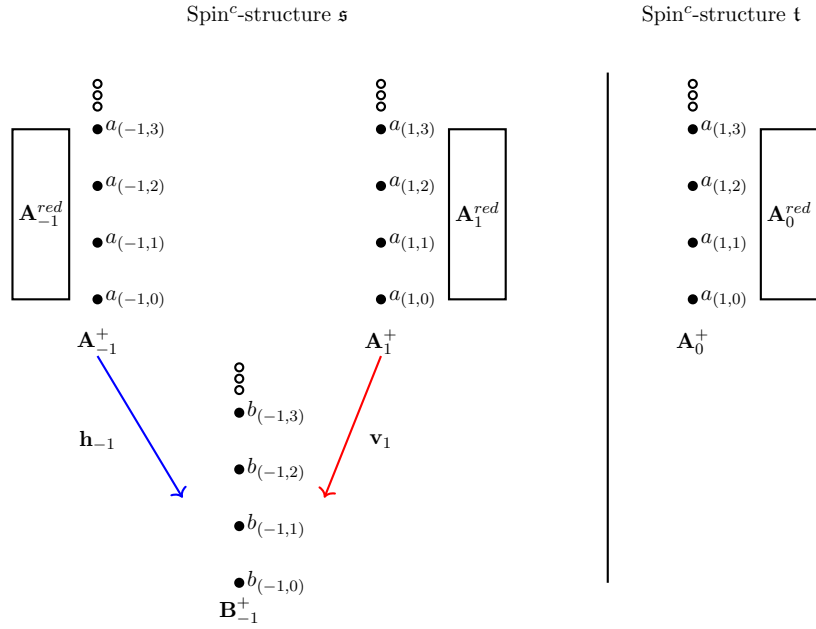 Spin^c-structure 𝔰
Spin^c-structure 𝔱
a_(−1,3)
a_(−1,2)
a_(−1,1)
a_(−1,0)
A^red_−1
A^+_−1
a_(1,3)
a_(1,2)
a_(1,1)
a_(1,0)
A^red_1
A^+_1
a_(1,3)
a_(1,2)
a_(1,1)
a_(1,0)
A^red_0
A^+_0
h_−1
v_1
b_(−1,3)
b_(−1,2)
b_(−1,1)
b_(−1,0)
B^+_−1